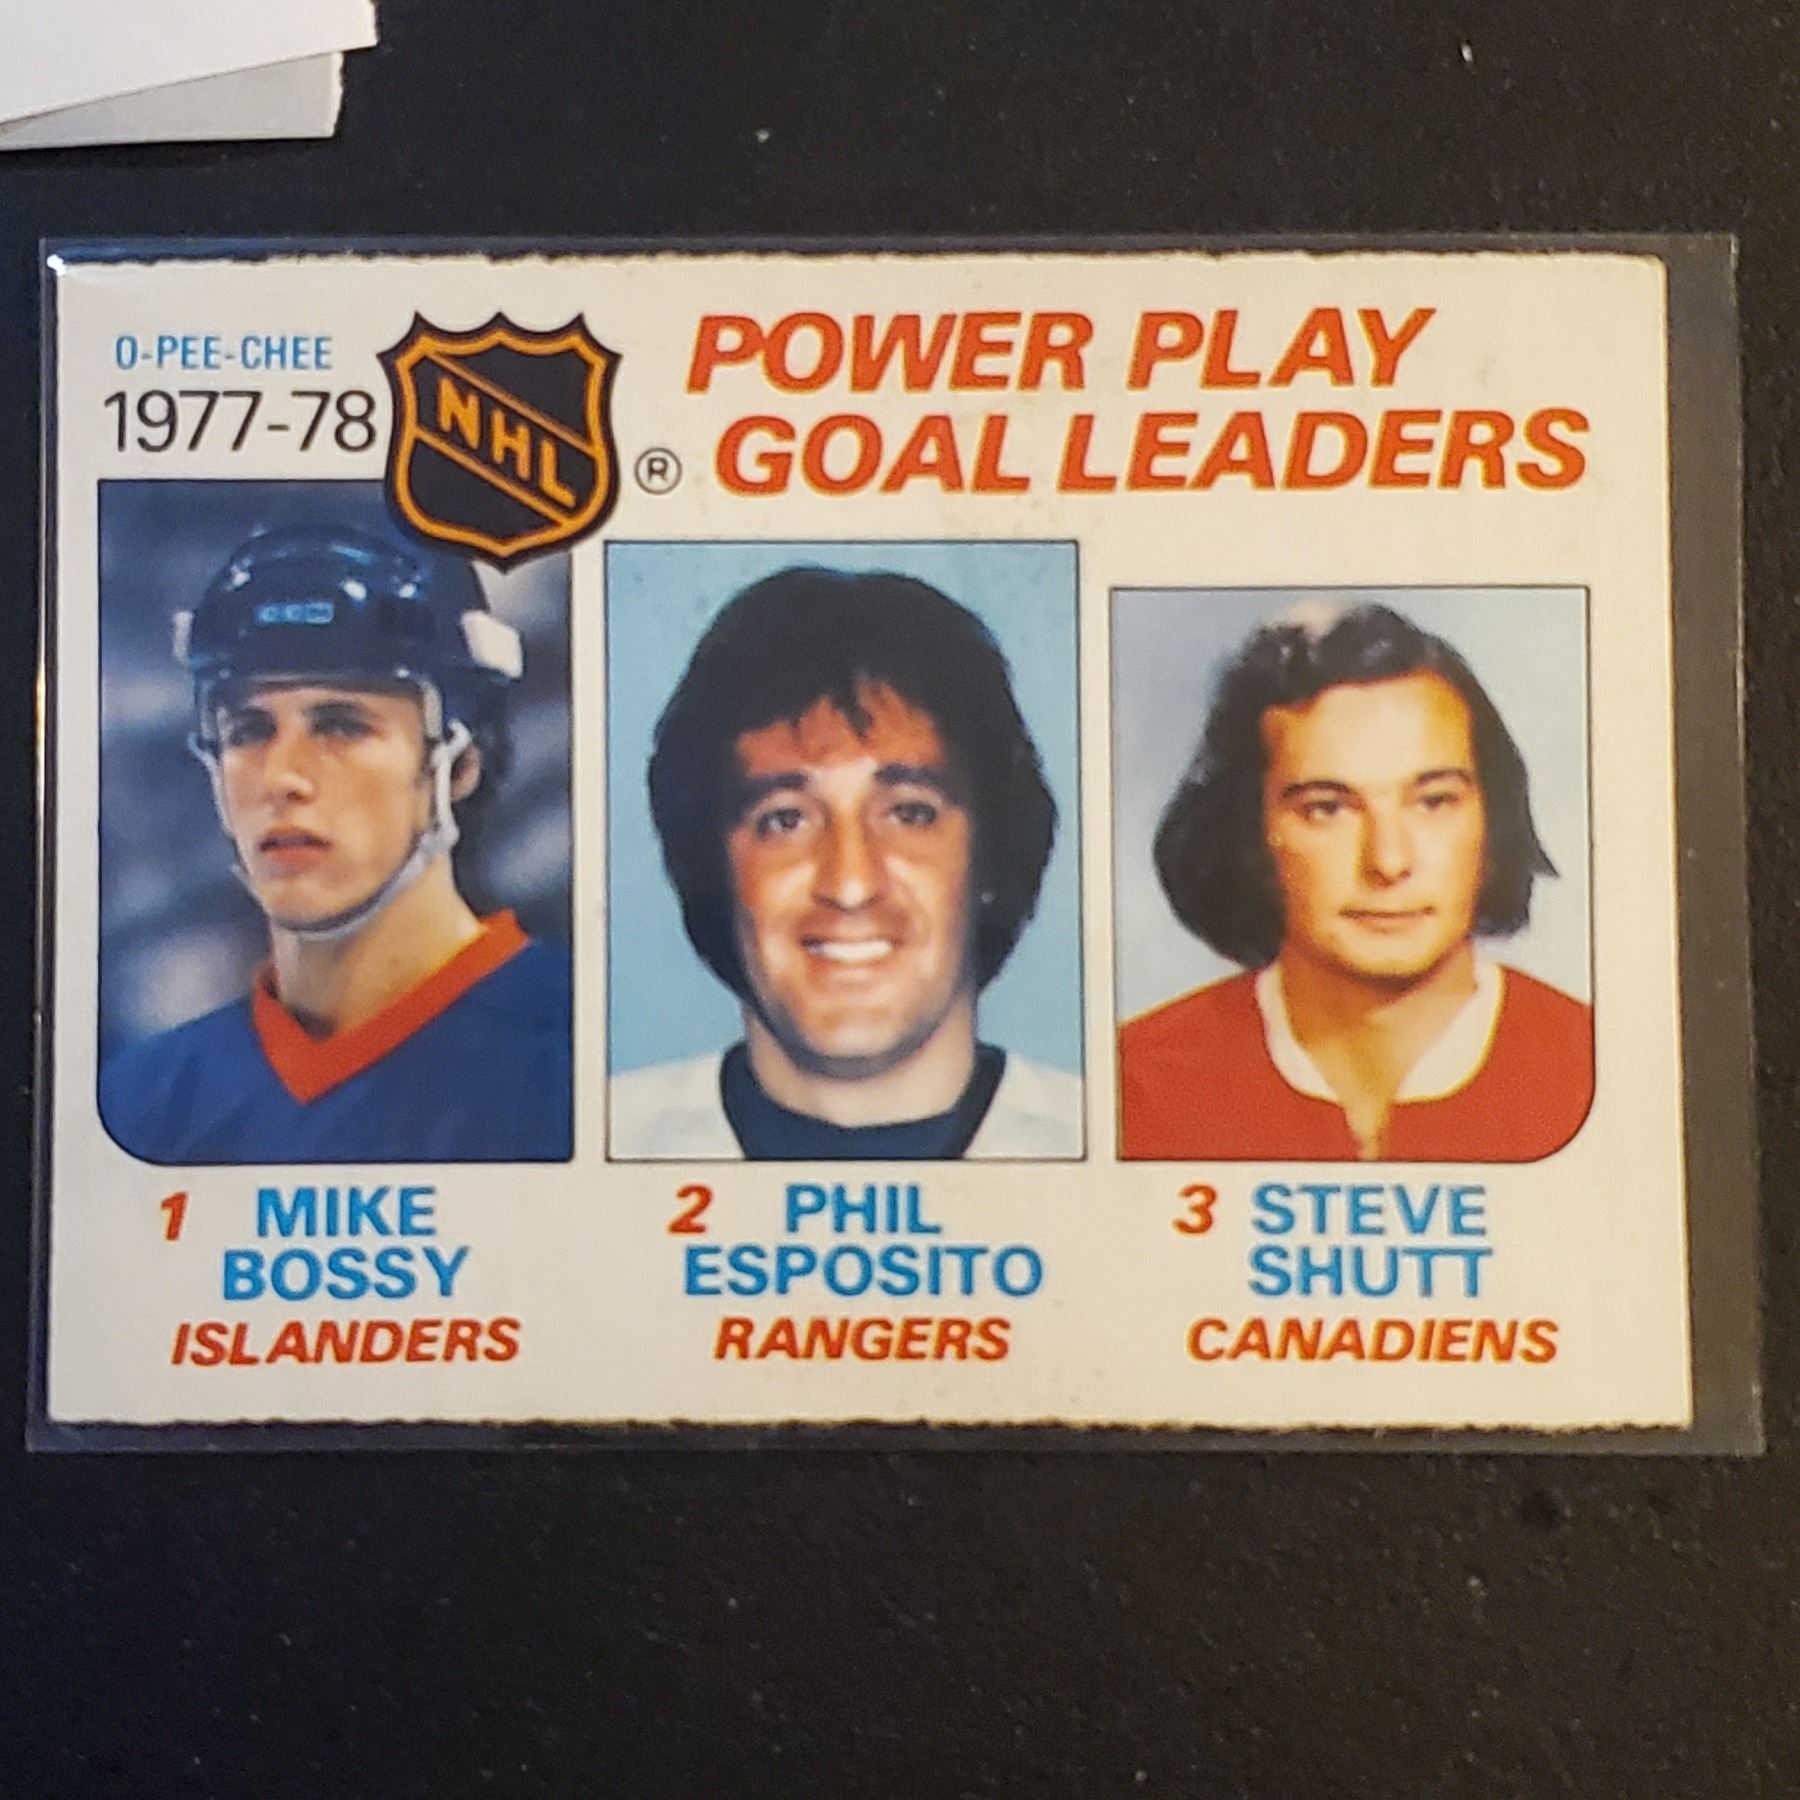 O-PEE-CHEE
1977-78
NHL
®
POWER PLAY
GOAL LEADERS
CCM
1 MIKE
BOSSY
ISLANDERS
2 PHIL
ESPOSITO
RANGERS
3 STEVE
SHUTT
CANADIENS